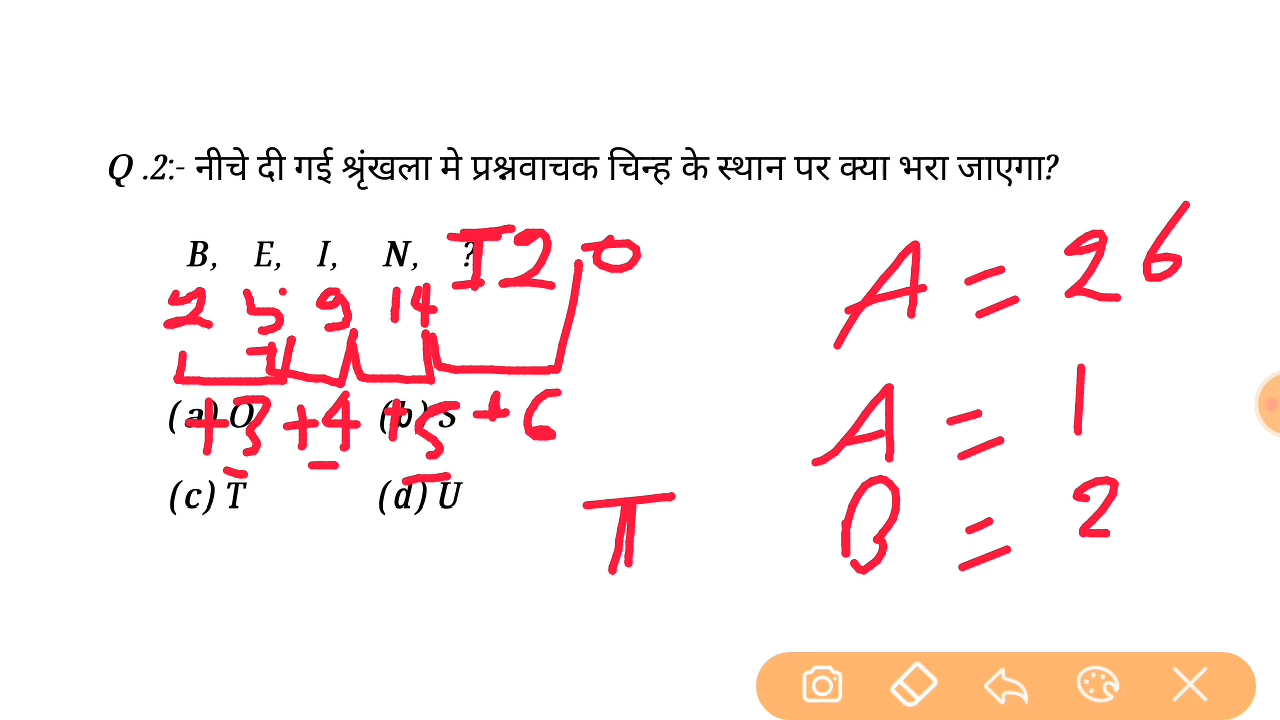 Q .2:- नीचे दी गई श्रृंखला मे प्रश्नवाचक चिन्ह के स्थान पर क्या भरा जाएगा?
B, E, I, N, ? 20
2 5 9 14
+3 +4 +5 +6
(a) O (b) S
(c) T (d) U
T
A = 26
A = 1
B = 2